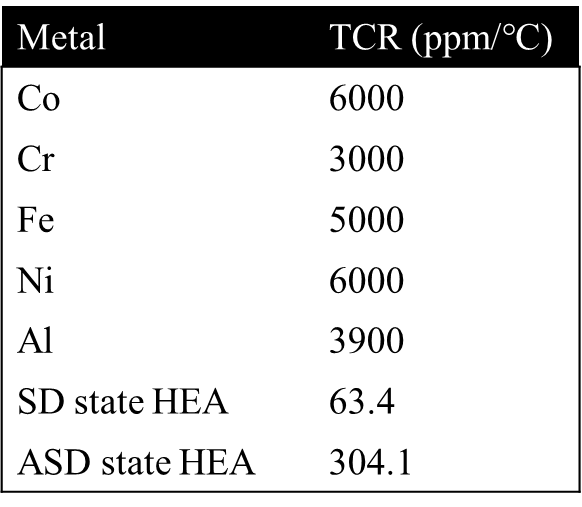 Metal TCR (ppm/°C)
Co 6000
Cr 3000
Fe 5000
Ni 6000
Al 3900
SD state HEA 63.4
ASD state HEA 304.1